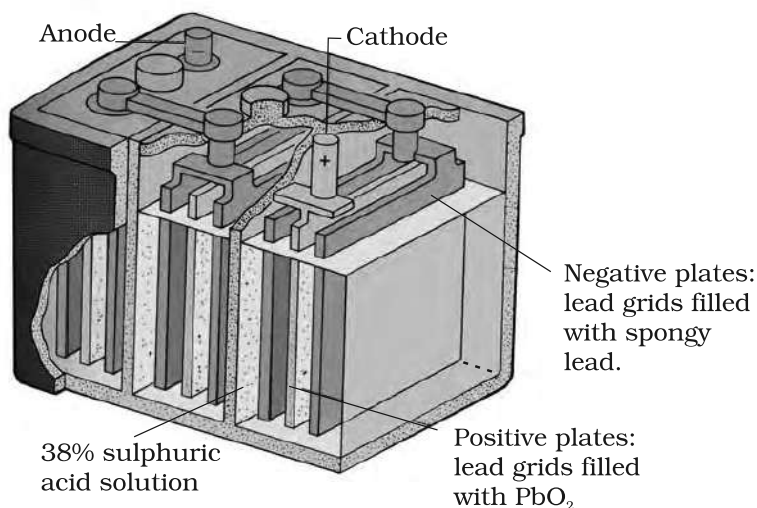 Anode
Cathode
−
+
Negative plates:
lead grids filled
with spongy
lead.
38% sulphuric
acid solution
Positive plates:
lead grids filled
with PbO₂